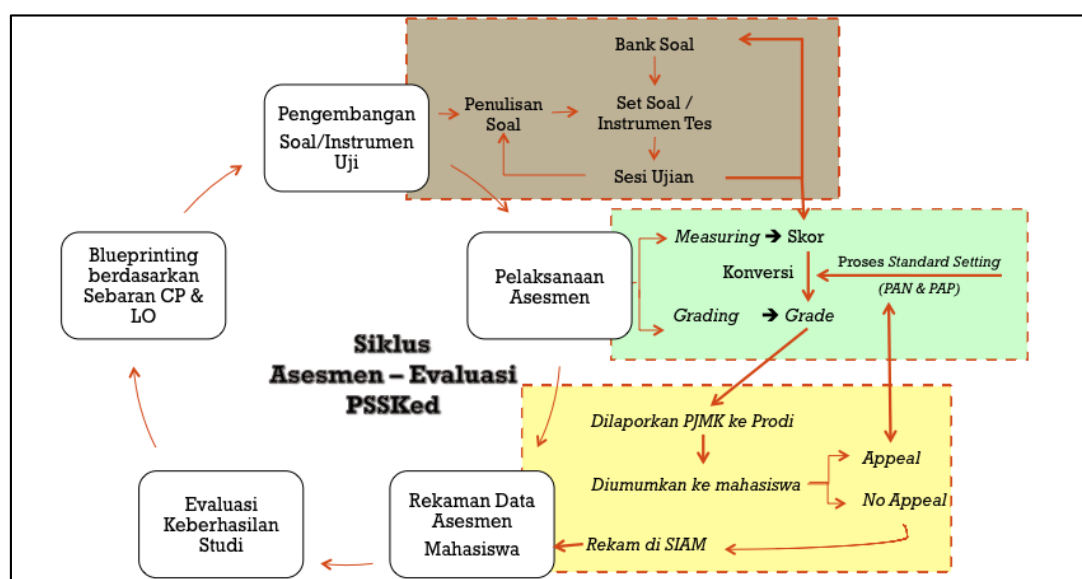 Bank Soal
Pengembangan
Soal/Instrumen
Uji
Penulisan
Soal
Set Soal /
Instrumen Tes
Sesi Ujian
Blueprinting
berdasarkan
Sebaran CP &
LO
Pelaksanaan
Asesmen
Measuring ➔ Skor
Konversi
Proses Standard Setting
(PAN & PAP)
Grading ➔ Grade
Siklus
Asesmen – Evaluasi
PSSKed
Dilaporkan PJMK ke Prodi
Diumumkan ke mahasiswa
Appeal
No Appeal
Evaluasi
Keberhasilan
Studi
Rekaman Data
Asesmen
Mahasiswa
Rekam di SIAM